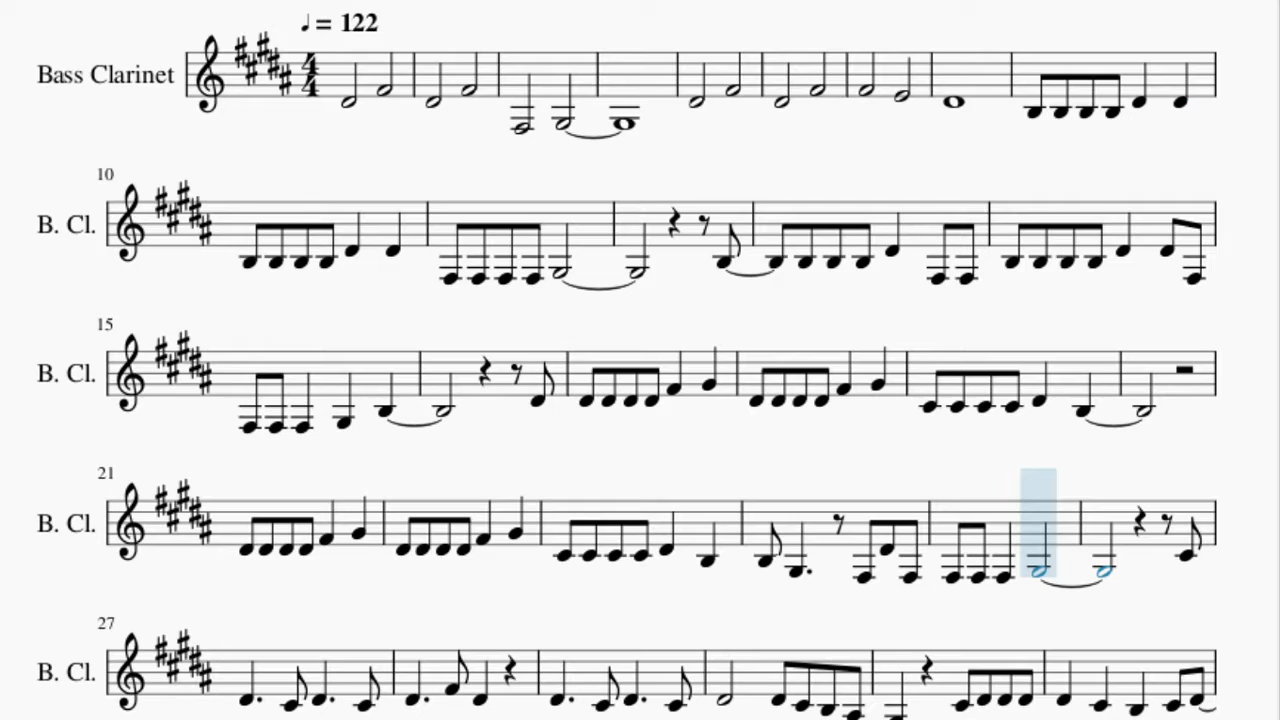 ♩ = 122
Bass Clarinet
4
4
10
B. Cl.
15
B. Cl.
21
B. Cl.
27
B. Cl.